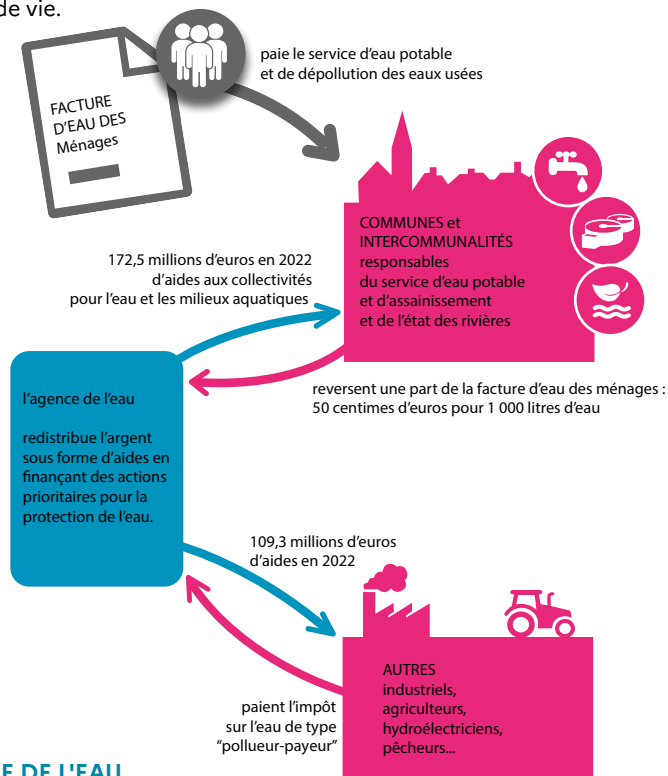 de vie.
paie le service d'eau potable
et de dépollution des eaux usées
FACTURE
D'EAU DES
Ménages
COMMUNES et
INTERCOMMUNALITÉS
responsables
du service d'eau potable
et d'assainissement
et de l'état des rivières
172,5 millions d'euros en 2022
d'aides aux collectivités
pour l'eau et les milieux aquatiques
reversent une part de la facture d'eau des ménages :
50 centimes d'euros pour 1 000 litres d'eau
l'agence de l'eau
redistribue l'argent
sous forme d'aides en
finançant des actions
prioritaires pour la
protection de l'eau.
109,3 millions d'euros
d'aides en 2022
AUTRES
industriels,
agriculteurs,
hydroélectriciens,
pêcheurs...
paient l'impôt
sur l'eau de type
"pollueur-payeur"
E DE L'EAU